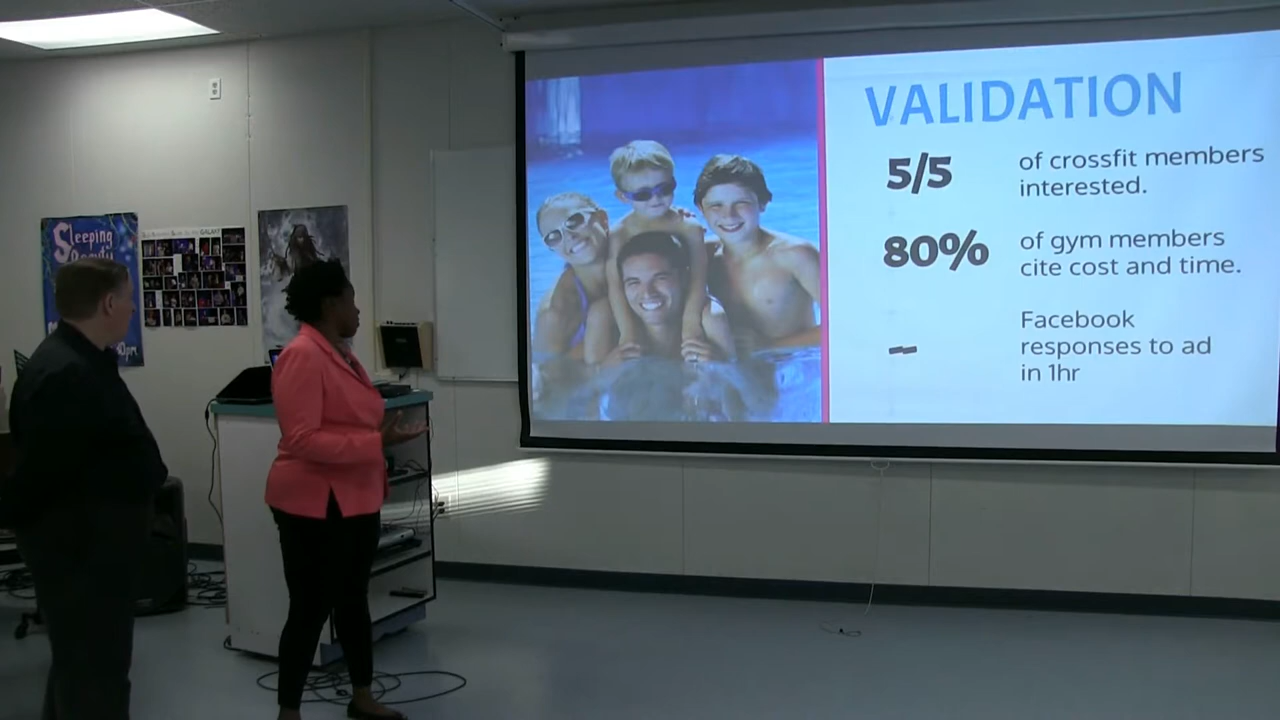 VALIDATION
5/5 of crossfit members
interested.
80% of gym members
cite cost and time.
-- Facebook
responses to ad
in 1hr
Sleeping
GALAXY